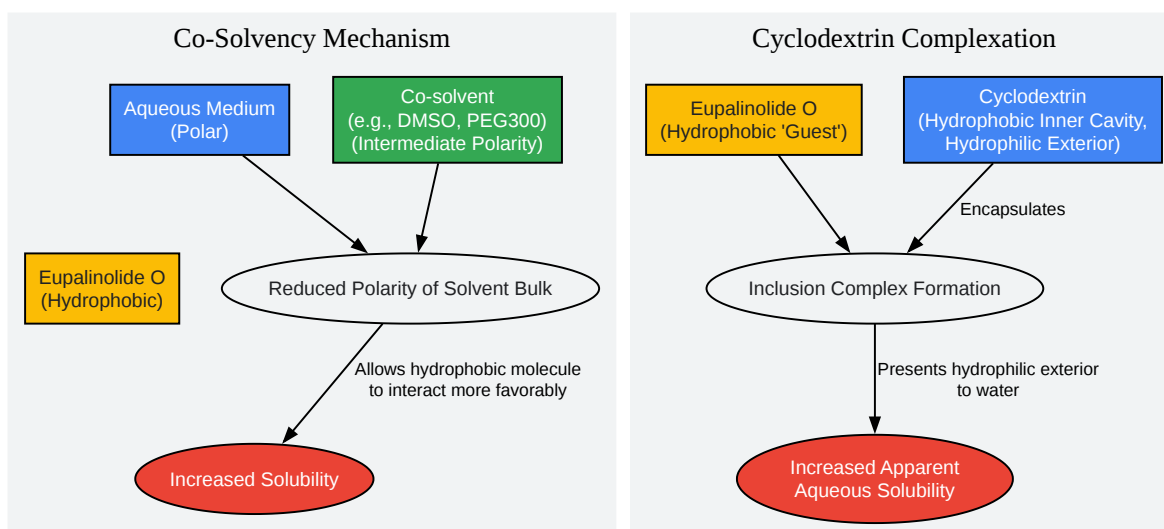 Co-Solvency Mechanism
Aqueous Medium
(Polar)
Co-solvent
(e.g., DMSO, PEG300)
(Intermediate Polarity)
Eupalinolide O
(Hydrophobic)
Reduced Polarity of Solvent Bulk
Allows hydrophobic molecule
to interact more favorably
Increased Solubility
Cyclodextrin Complexation
Eupalinolide O
(Hydrophobic 'Guest')
Cyclodextrin
(Hydrophobic Inner Cavity,
Hydrophilic Exterior)
Encapsulates
Inclusion Complex Formation
Presents hydrophilic exterior
to water
Increased Apparent
Aqueous Solubility